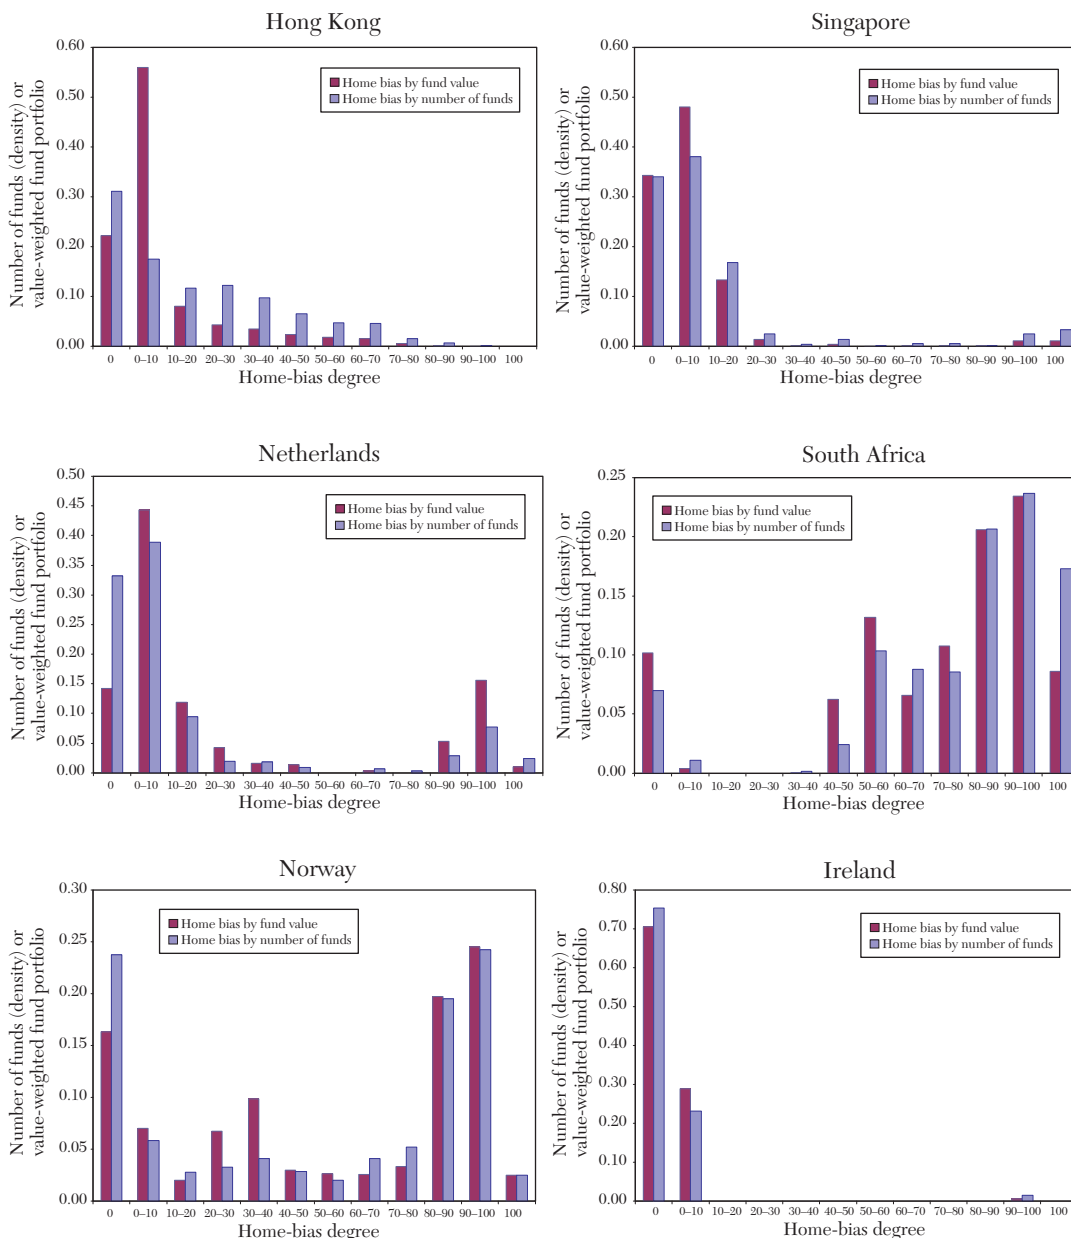 Hong Kong
Number of funds (density) or
value-weighted fund portfolio
0.60
0.50
0.40
0.30
0.20
0.10
0.00
Home bias by fund value
Home bias by number of funds
0 0–10 10–20 20–30 30–40 40–50 50–60 60–70 70–80 80–90 90–100 100
Home-bias degree
Singapore
Number of funds (density) or
value-weighted fund portfolio
0.60
0.50
0.40
0.30
0.20
0.10
0.00
Home bias by fund value
Home bias by number of funds
0 0–10 10–20 20–30 30–40 40–50 50–60 60–70 70–80 80–90 90–100 100
Home-bias degree
Netherlands
Number of funds (density) or
value-weighted fund portfolio
0.50
0.45
0.40
0.35
0.30
0.25
0.20
0.15
0.10
0.05
0.00
Home bias by fund value
Home bias by number of funds
0 0–10 10–20 20–30 30–40 40–50 50–60 60–70 70–80 80–90 90–100 100
Home-bias degree
South Africa
Number of funds (density) or
value-weighted fund portfolio
0.25
0.20
0.15
0.10
0.05
0.00
Home bias by fund value
Home bias by number of funds
0 0–10 10–20 20–30 30–40 40–50 50–60 60–70 70–80 80–90 90–100 100
Home-bias degree
Norway
Number of funds (density) or
value-weighted fund portfolio
0.30
0.25
0.20
0.15
0.10
0.05
0.00
Home bias by fund value
Home bias by number of funds
0 0–10 10–20 20–30 30–40 40–50 50–60 60–70 70–80 80–90 90–100 100
Home-bias degree
Ireland
Number of funds (density) or
value-weighted fund portfolio
0.80
0.70
0.60
0.50
0.40
0.30
0.20
0.10
0.00
Home bias by fund value
Home bias by number of funds
0 0–10 10–20 20–30 30–40 40–50 50–60 60–70 70–80 80–90 90–100 100
Home-bias degree